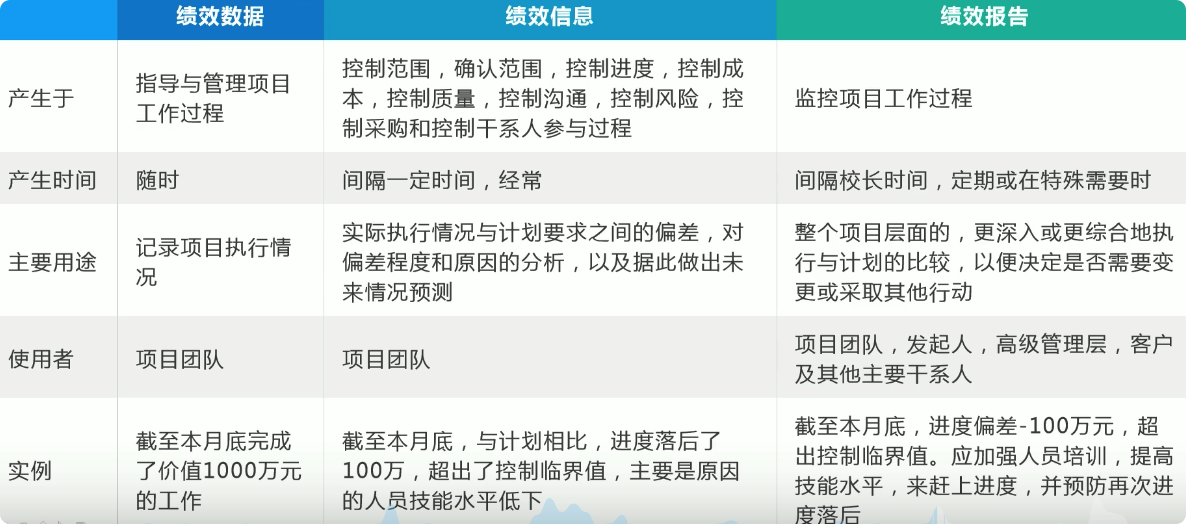 绩效数据 绩效信息 绩效报告
产生于
指导与管理项目
工作过程
控制范围，确认范围，控制进度，控制成
本，控制质量，控制沟通，控制风险，控
制采购和控制干系人参与过程
监控项目工作过程
产生时间
随时
间隔一定时间，经常
间隔校长时间，定期或在特殊需要时
主要用途
记录项目执行情
况
实际执行情况与计划要求之间的偏差，对
偏差程度和原因的分析，以及据此做出未
来情况预测
整个项目层面的，更深入或更综合地执
行与计划的比较，以便决定是否需要变
更或采取其他行动
使用者
项目团队
项目团队
项目团队，发起人，高级管理层，客户
及其他主要干系人
实例
截至本月底完成
了价值1000万元
的工作
截至本月底，与计划相比，进度落后了
100万，超出了控制临界值，主要是原因
的人员技能水平低下
截至本月底，进度偏差-100万元，超
出控制临界值。应加强人员培训，提高
技能水平，来赶上进度，并预防再次进
度落后